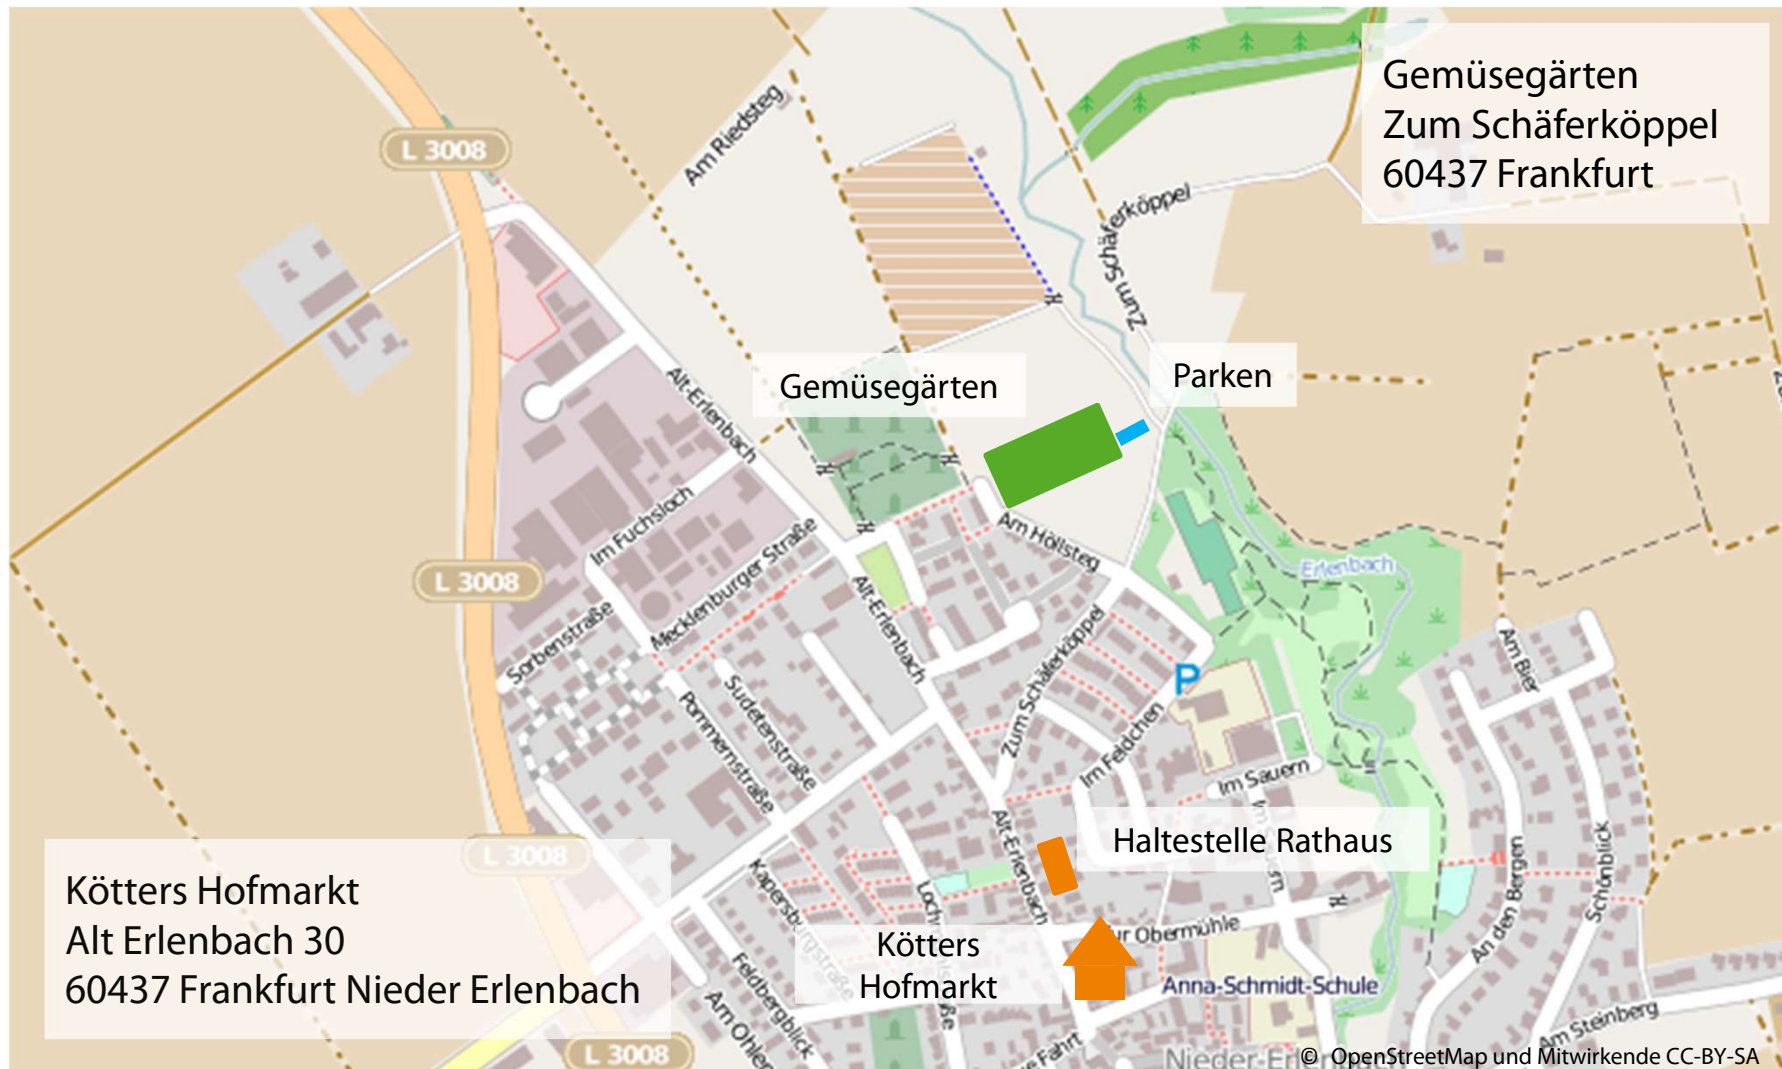 Gemüsegärten
Zum Schäferköppel
60437 Frankfurt
L 3008
Am Riedsteg
Zum Schäferköppel
Gemüsegärten
Parken
Alt-Erlenbach
Im Fuchsloch
Am Höllsteg
Mecklenburger Straße
L 3008
Erlenbach
Sorbenstraße
Alt-Erlenbach
Zum Schäferköppel
Am Bier
P
Sudetenstraße
Pommernstraße
Im Feldchen
Im Sauern
Alt-Erlenbach
Haltestelle Rathaus
L 3008
An den Bergen
Schönblick
Kötters Hofmarkt
Alt Erlenbach 30
60437 Frankfurt Nieder Erlenbach
Kötters
Hofmarkt
ur Obermühle
Feldbergblick
Anna-Schmidt-Schule
Am Steinberg
L 3008
© OpenStreetMap und Mitwirkende CC-BY-SA